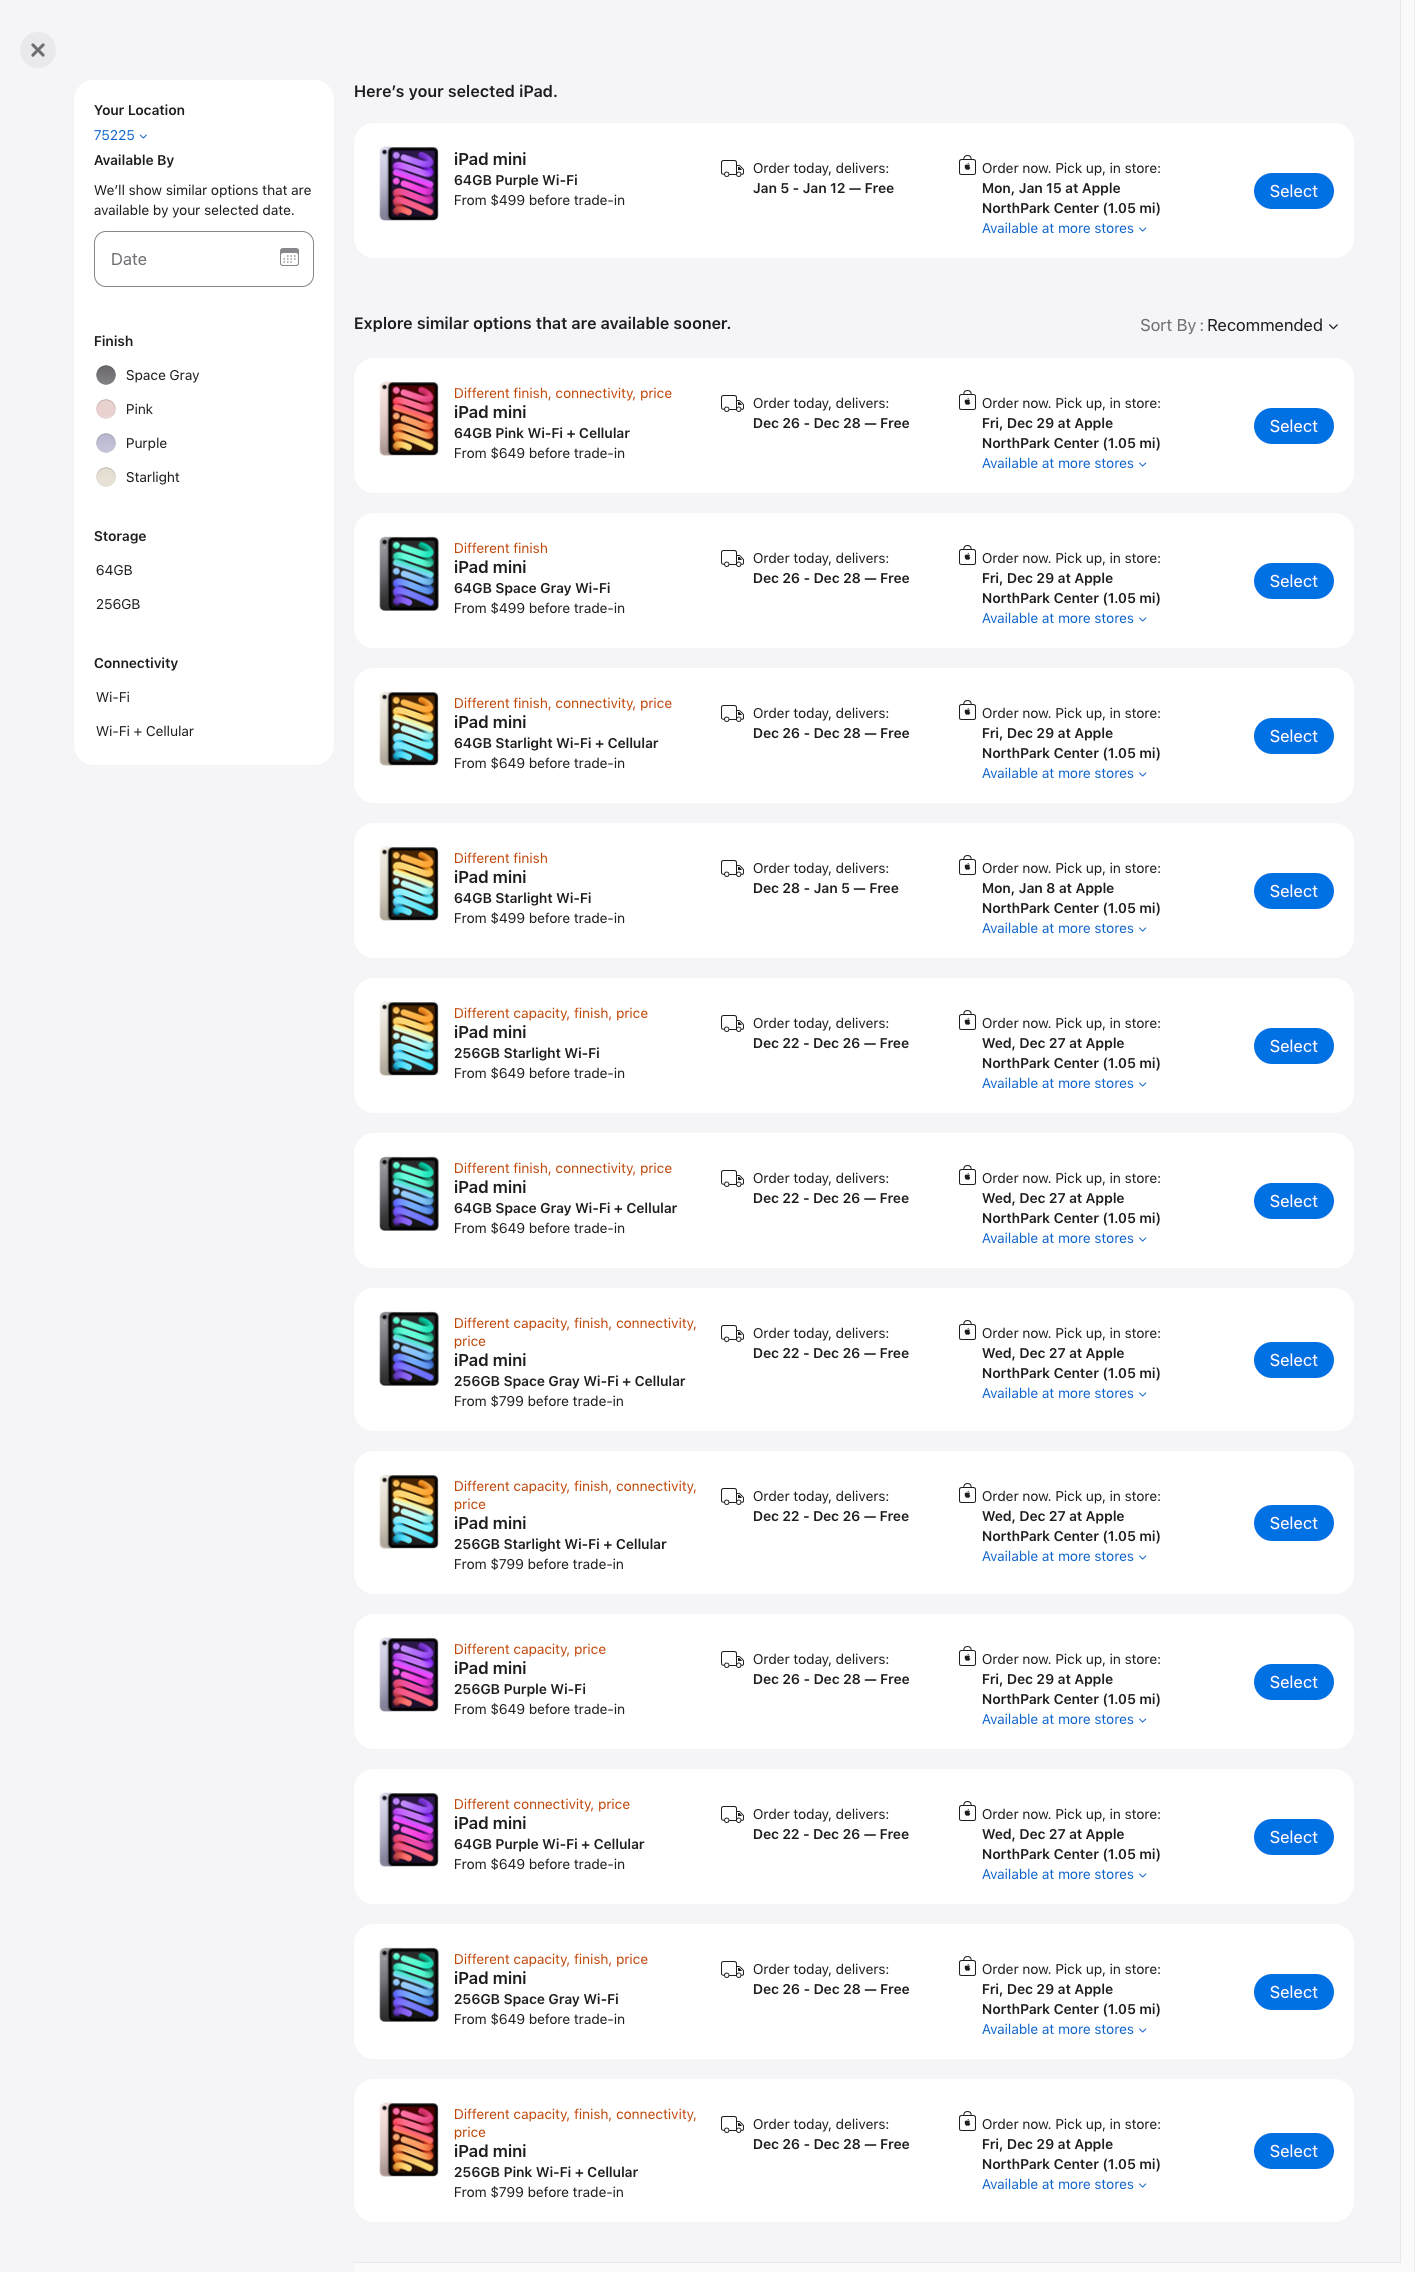 Your Location
75225
Available By
We’ll show similar options that are
available by your selected date.
Date
Finish
Space Gray
Pink
Purple
Starlight
Storage
64GB
256GB
Connectivity
Wi-Fi
Wi-Fi + Cellular
Here’s your selected iPad.
iPad mini
64GB Purple Wi-Fi
From $499 before trade-in
Order today, delivers:
Jan 5 - Jan 12 — Free
Order now. Pick up, in store:
Mon, Jan 15 at Apple
NorthPark Center (1.05 mi)
Available at more stores
Select
Explore similar options that are available sooner.
Sort By : Recommended
Different finish, connectivity, price
iPad mini
64GB Pink Wi-Fi + Cellular
From $649 before trade-in
Order today, delivers:
Dec 26 - Dec 28 — Free
Order now. Pick up, in store:
Fri, Dec 29 at Apple
NorthPark Center (1.05 mi)
Available at more stores
Select
Different finish
iPad mini
64GB Space Gray Wi-Fi
From $499 before trade-in
Order today, delivers:
Dec 26 - Dec 28 — Free
Order now. Pick up, in store:
Fri, Dec 29 at Apple
NorthPark Center (1.05 mi)
Available at more stores
Select
Different finish, connectivity, price
iPad mini
64GB Starlight Wi-Fi + Cellular
From $649 before trade-in
Order today, delivers:
Dec 26 - Dec 28 — Free
Order now. Pick up, in store:
Fri, Dec 29 at Apple
NorthPark Center (1.05 mi)
Available at more stores
Select
Different finish
iPad mini
64GB Starlight Wi-Fi
From $499 before trade-in
Order today, delivers:
Dec 28 - Jan 5 — Free
Order now. Pick up, in store:
Mon, Jan 8 at Apple
NorthPark Center (1.05 mi)
Available at more stores
Select
Different capacity, finish, price
iPad mini
256GB Starlight Wi-Fi
From $649 before trade-in
Order today, delivers:
Dec 22 - Dec 26 — Free
Order now. Pick up, in store:
Wed, Dec 27 at Apple
NorthPark Center (1.05 mi)
Available at more stores
Select
Different finish, connectivity, price
iPad mini
64GB Space Gray Wi-Fi + Cellular
From $649 before trade-in
Order today, delivers:
Dec 22 - Dec 26 — Free
Order now. Pick up, in store:
Wed, Dec 27 at Apple
NorthPark Center (1.05 mi)
Available at more stores
Select
Different capacity, finish, connectivity,
price
iPad mini
256GB Space Gray Wi-Fi + Cellular
From $799 before trade-in
Order today, delivers:
Dec 22 - Dec 26 — Free
Order now. Pick up, in store:
Wed, Dec 27 at Apple
NorthPark Center (1.05 mi)
Available at more stores
Select
Different capacity, finish, connectivity,
price
iPad mini
256GB Starlight Wi-Fi + Cellular
From $799 before trade-in
Order today, delivers:
Dec 22 - Dec 26 — Free
Order now. Pick up, in store:
Wed, Dec 27 at Apple
NorthPark Center (1.05 mi)
Available at more stores
Select
Different capacity, price
iPad mini
256GB Purple Wi-Fi
From $649 before trade-in
Order today, delivers:
Dec 26 - Dec 28 — Free
Order now. Pick up, in store:
Fri, Dec 29 at Apple
NorthPark Center (1.05 mi)
Available at more stores
Select
Different connectivity, price
iPad mini
64GB Purple Wi-Fi + Cellular
From $649 before trade-in
Order today, delivers:
Dec 22 - Dec 26 — Free
Order now. Pick up, in store:
Wed, Dec 27 at Apple
NorthPark Center (1.05 mi)
Available at more stores
Select
Different capacity, finish, price
iPad mini
256GB Space Gray Wi-Fi
From $649 before trade-in
Order today, delivers:
Dec 26 - Dec 28 — Free
Order now. Pick up, in store:
Fri, Dec 29 at Apple
NorthPark Center (1.05 mi)
Available at more stores
Select
Different capacity, finish, connectivity,
price
iPad mini
256GB Pink Wi-Fi + Cellular
From $799 before trade-in
Order today, delivers:
Dec 26 - Dec 28 — Free
Order now. Pick up, in store:
Fri, Dec 29 at Apple
NorthPark Center (1.05 mi)
Available at more stores
Select